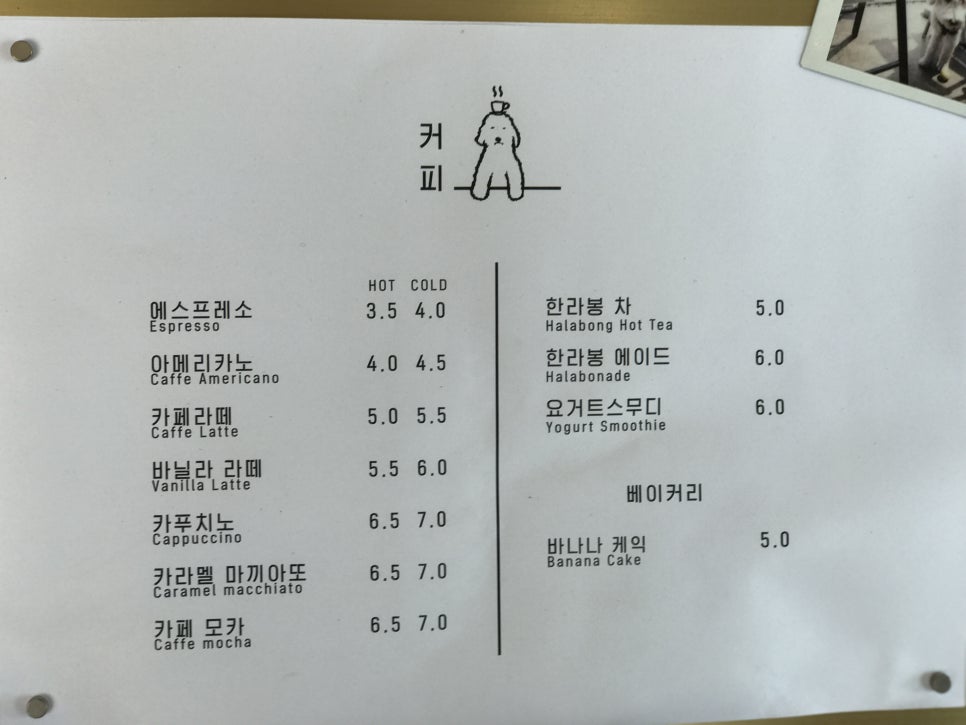 커
피
HOT COLD
에스프레소 3.5 4.0
Espresso
아메리카노 4.0 4.5
Caffe Americano
카페라떼 5.0 5.5
Caffe Latte
바닐라 라떼 5.5 6.0
Vanilla Latte
카푸치노 6.5 7.0
Cappuccino
카라멜 마끼아또 6.5 7.0
Caramel macchiato
카페 모카 6.5 7.0
Caffe mocha
한라봉 차 5.0
Halabong Hot Tea
한라봉 에이드 6.0
Halabonade
요거트스무디 6.0
Yogurt Smoothie
베이커리
바나나 케익 5.0
Banana Cake